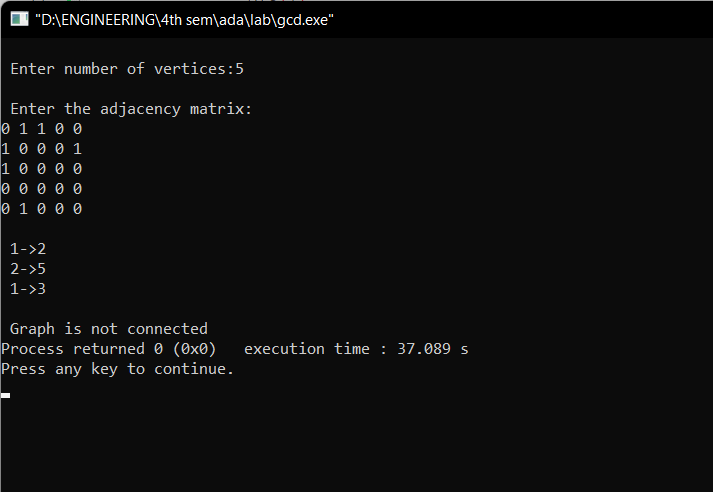 "D:\ENGINEERING\4th sem\ada\lab\gcd.exe"
Enter number of vertices:5
Enter the adjacency matrix:
0 1 1 0 0
1 0 0 0 1
1 0 0 0 0
0 0 0 0 0
0 1 0 0 0
1->2
2->5
1->3
Graph is not connected
Process returned 0 (0x0)   execution time : 37.089 s
Press any key to continue.